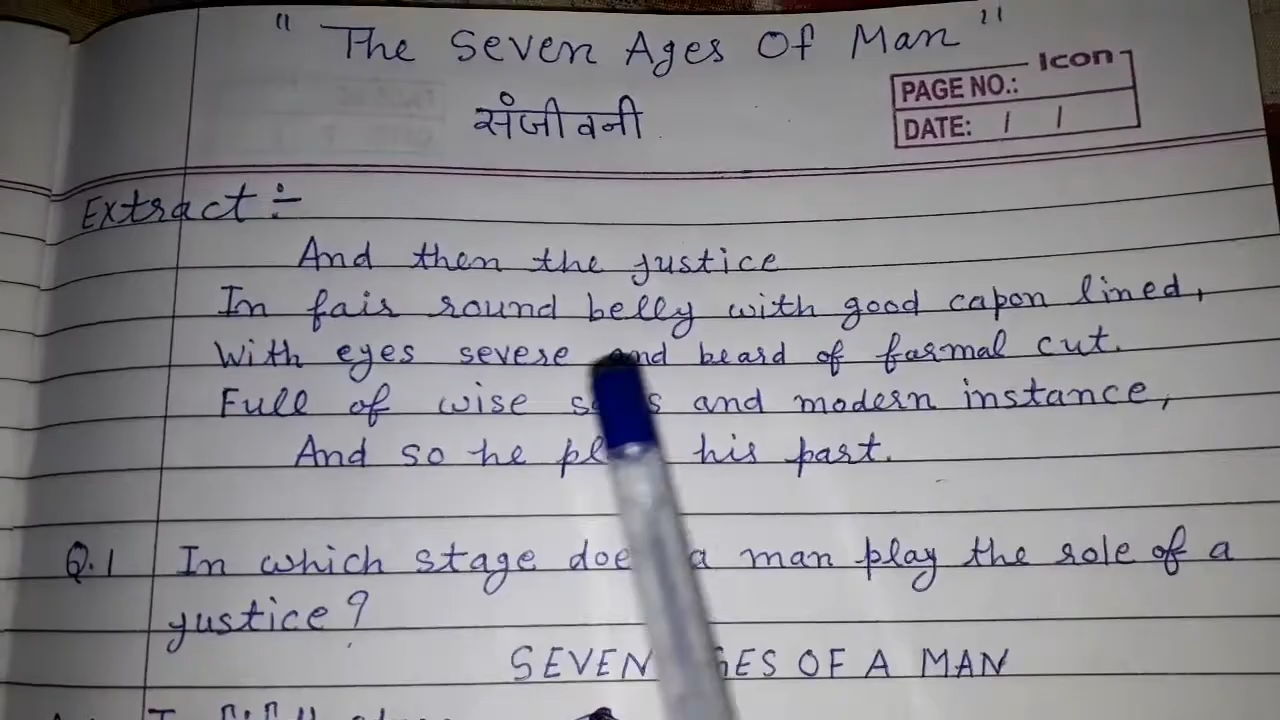 "The Seven Ages Of Man"
संजीवनी
Icon
PAGE NO.:
DATE: / /
Extract :-
And then the justice
In fair round belly with good capon lined,
With eyes severe and beard of formal cut.
Full of wise and modern instance,
And so he his part.
Q.1 In which stage does a man play the role of a
justice?
SEVEN AGES OF A MAN